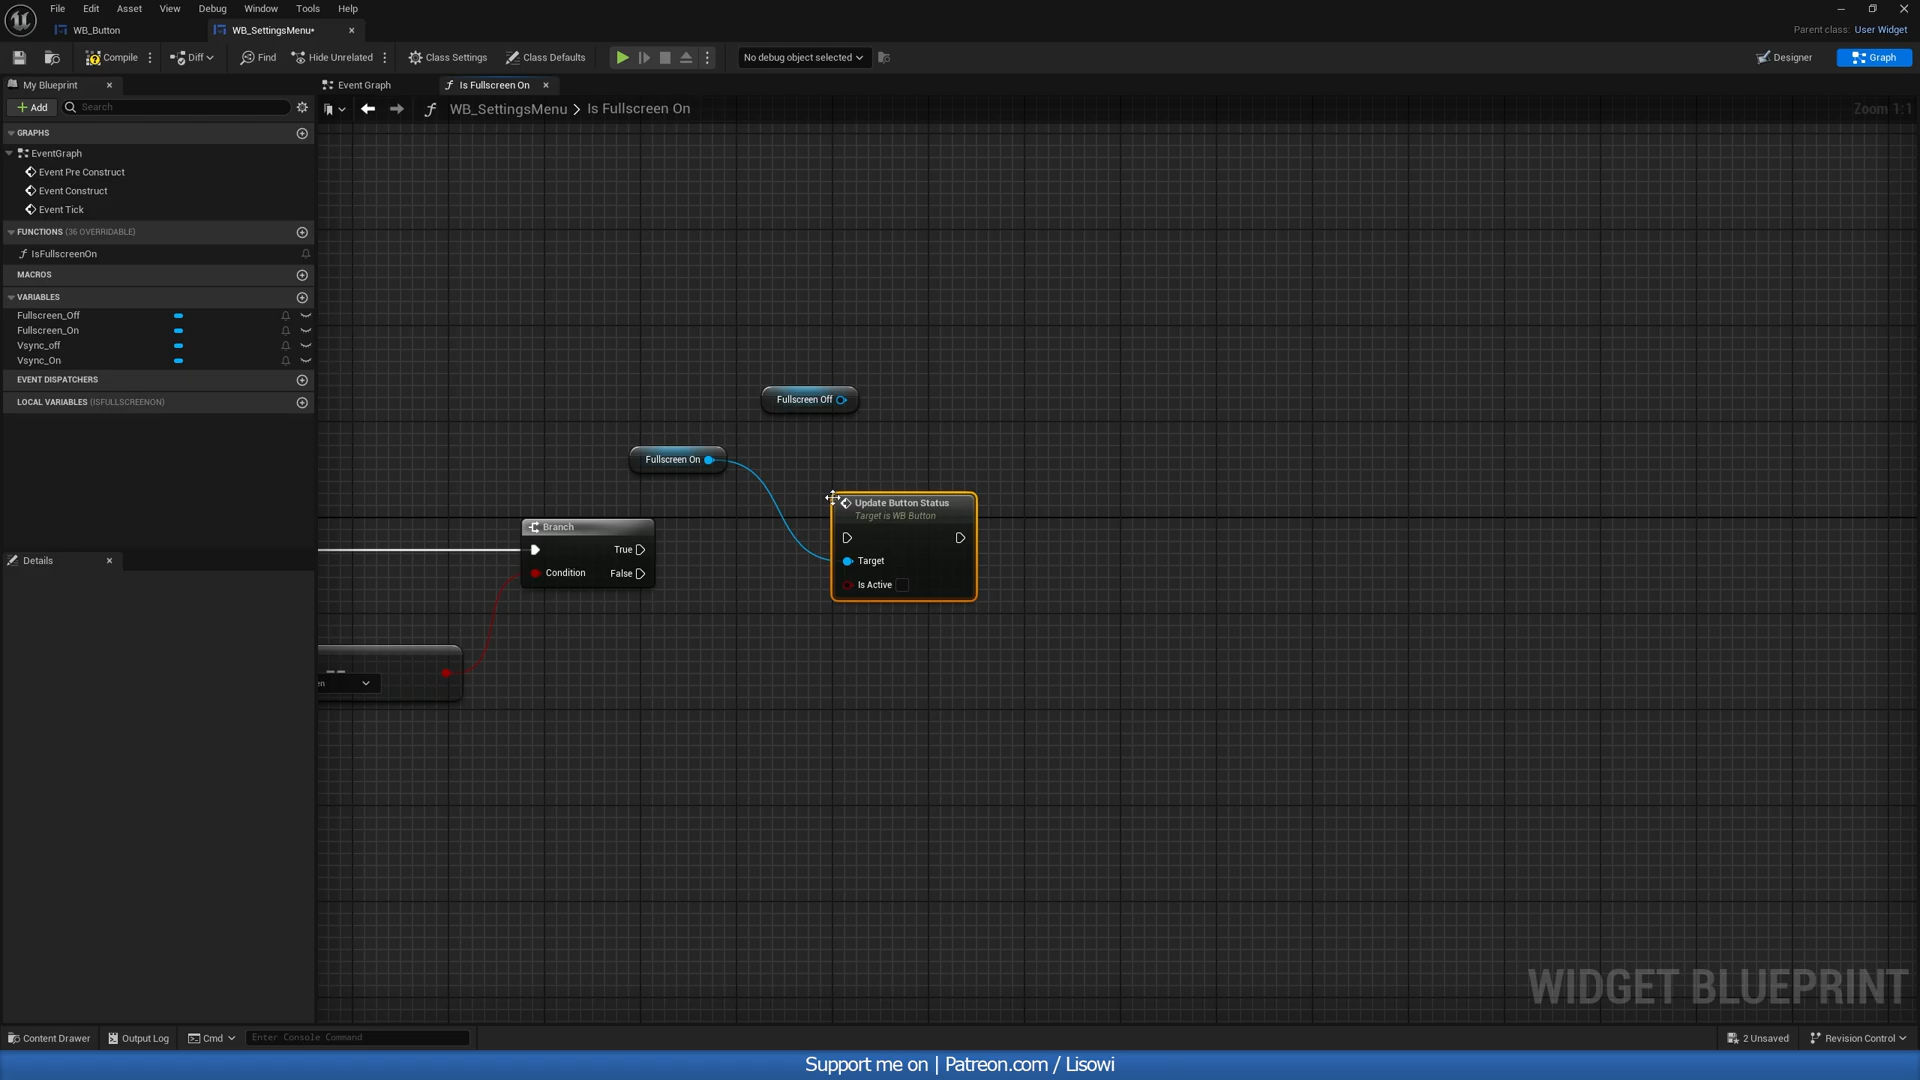 File Edit Asset View Debug Window Tools Help
WB_Button
WB_SettingsMenu•
Parent class: User Widget
Compile
Diff
Find
Hide Unrelated
Class Settings
Class Defaults
No debug object selected
Designer
Graph
My Blueprint
Event Graph
Is Fullscreen On
Add
Search
WB_SettingsMenu > Is Fullscreen On
Zoom 1:1
GRAPHS
EventGraph
Event Pre Construct
Event Construct
Event Tick
FUNCTIONS (36 OVERRIDABLE)
IsFullscreenOn
MACROS
VARIABLES
Fullscreen_Off
Fullscreen_On
Vsync_off
Vsync_On
EVENT DISPATCHERS
LOCAL VARIABLES (ISFULLSCREENON)
Details
Fullscreen Off
Fullscreen On
Update Button Status
Target is WB Button
Target
Is Active
Branch
True
Condition
False
==
en
WIDGET BLUEPRINT
Content Drawer
Output Log
Cmd
Enter Console Command
2 Unsaved
Revision Control
Support me on | Patreon.com / Lisowi